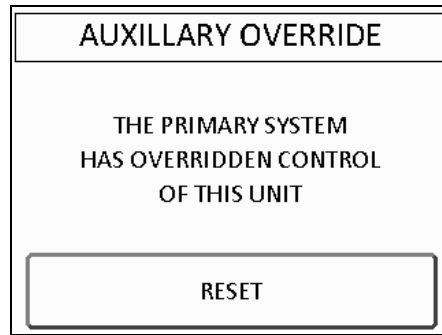 AUXILLARY OVERRIDE
THE PRIMARY SYSTEM
HAS OVERRIDDEN CONTROL
OF THIS UNIT
RESET